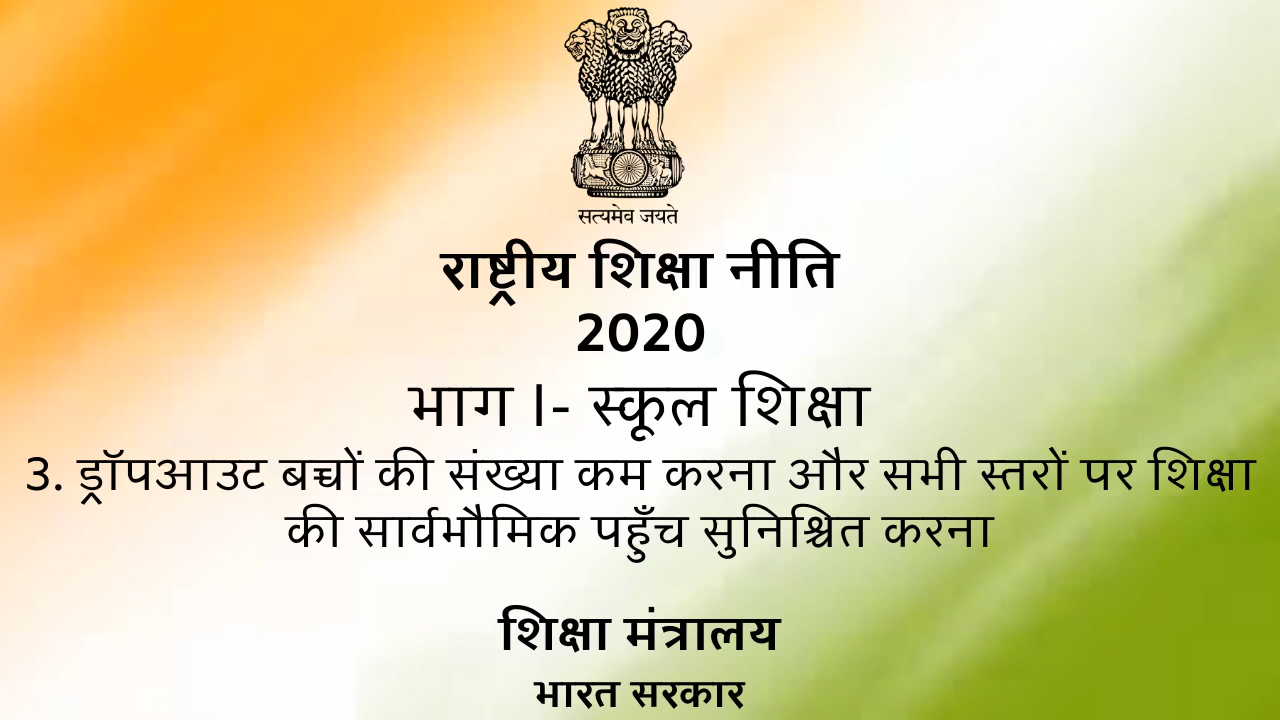 सत्यमेव जयते
राष्ट्रीय शिक्षा नीति
2020
भाग I- स्कूल शिक्षा
3. ड्रॉपआउट बच्चों की संख्या कम करना और सभी स्तरों पर शिक्षा
की सार्वभौमिक पहुँच सुनिश्चित करना
शिक्षा मंत्रालय
भारत सरकार